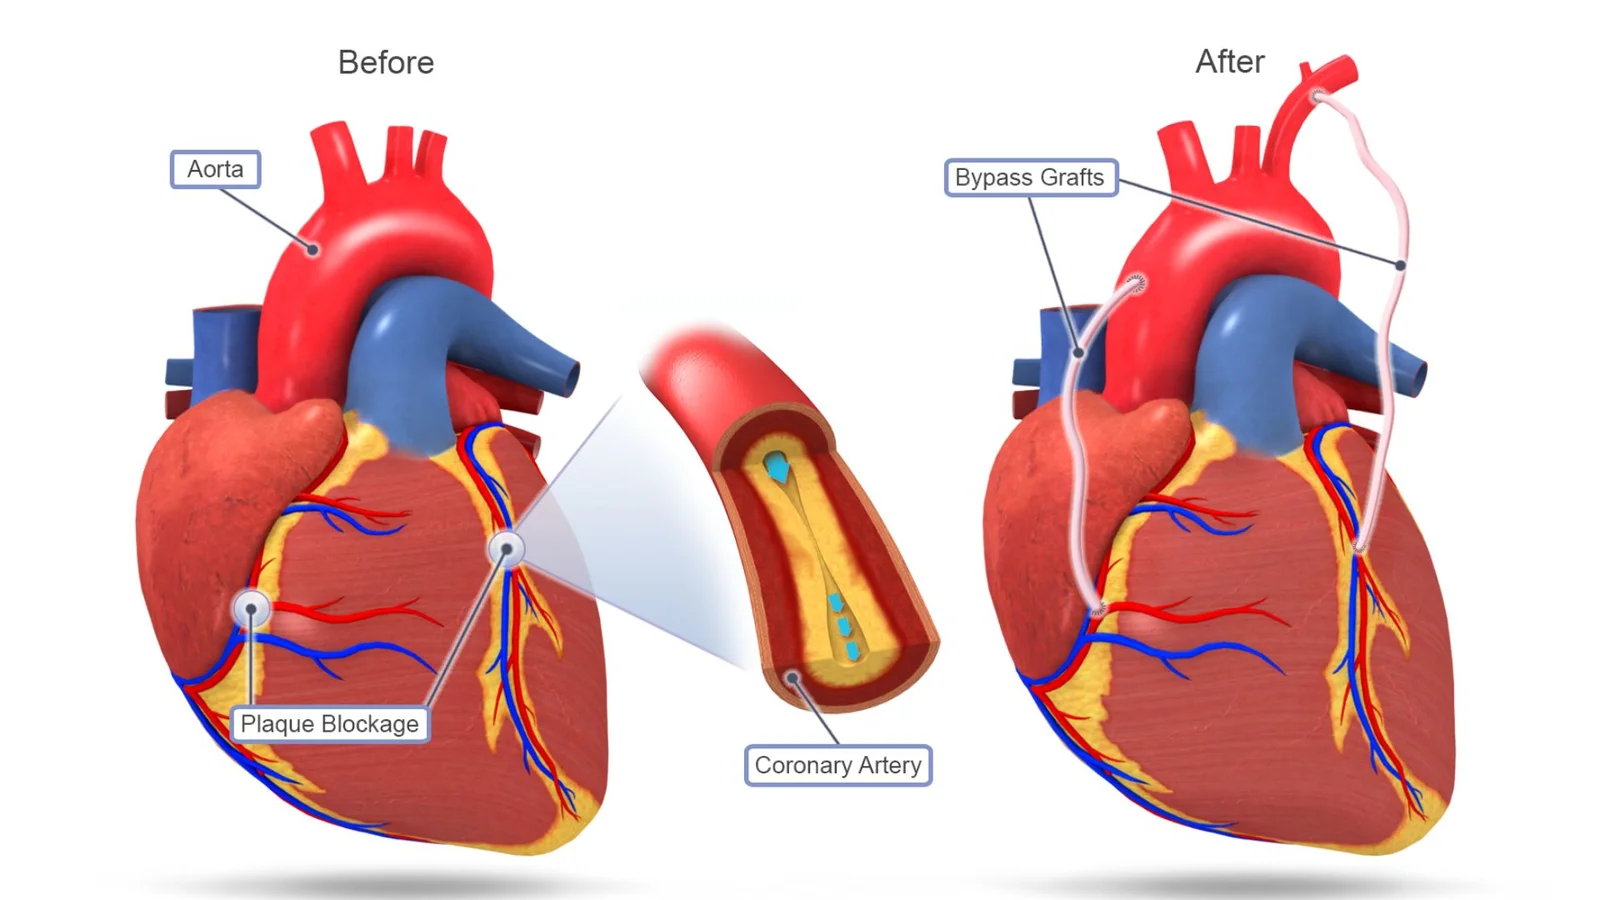 Before
After
Aorta
Bypass Grafts
Plaque Blockage
Coronary Artery